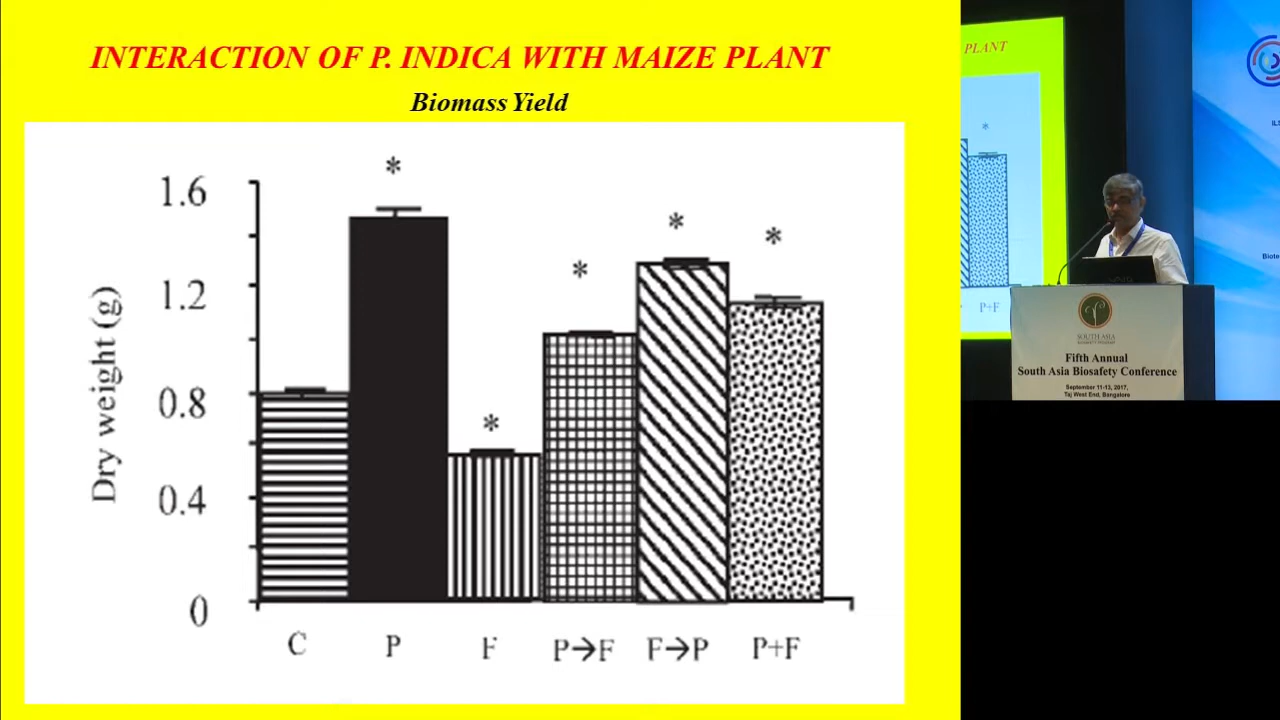 INTERACTION OF P. INDICA WITH MAIZE PLANT
Biomass Yield
Dry weight (g)
1.6
1.2
0.8
0.4
0
*
*
*
*
*
C
P
F
P→F
F→P
P+F
PLANT
*
P+F
SOUTH ASIA
Fifth Annual
South Asia Biosafety Conference
September 11-13, 2017,
Taj West End, Bangalore